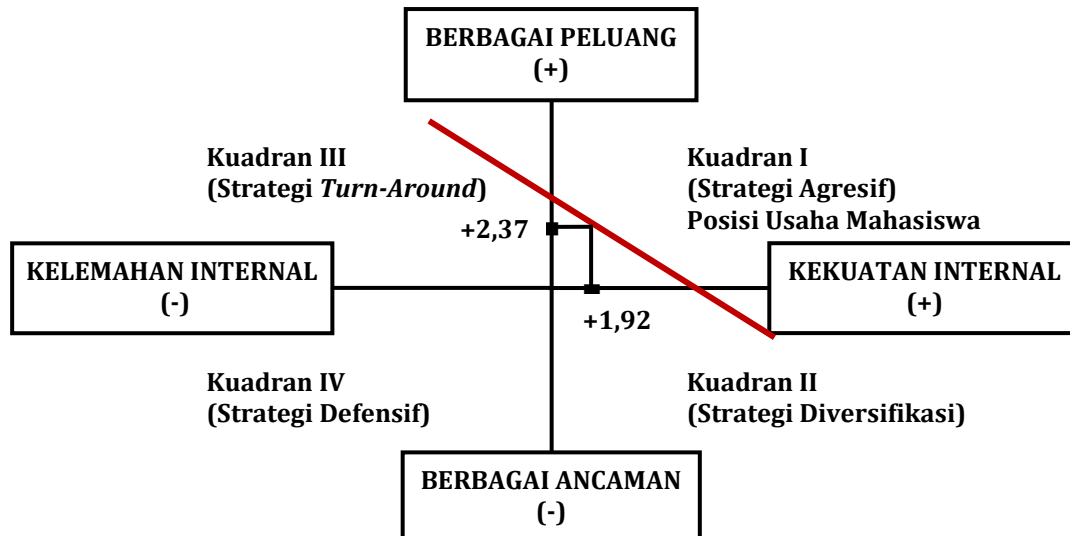 BERBAGAI PELUANG
(+)
Kuadran III
(Strategi Turn-Around)
Kuadran I
(Strategi Agresif)
Posisi Usaha Mahasiswa
+2,37
KELEMAHAN INTERNAL
(-)
KEKUATAN INTERNAL
(+)
+1,92
Kuadran IV
(Strategi Defensif)
Kuadran II
(Strategi Diversifikasi)
BERBAGAI ANCAMAN
(-)